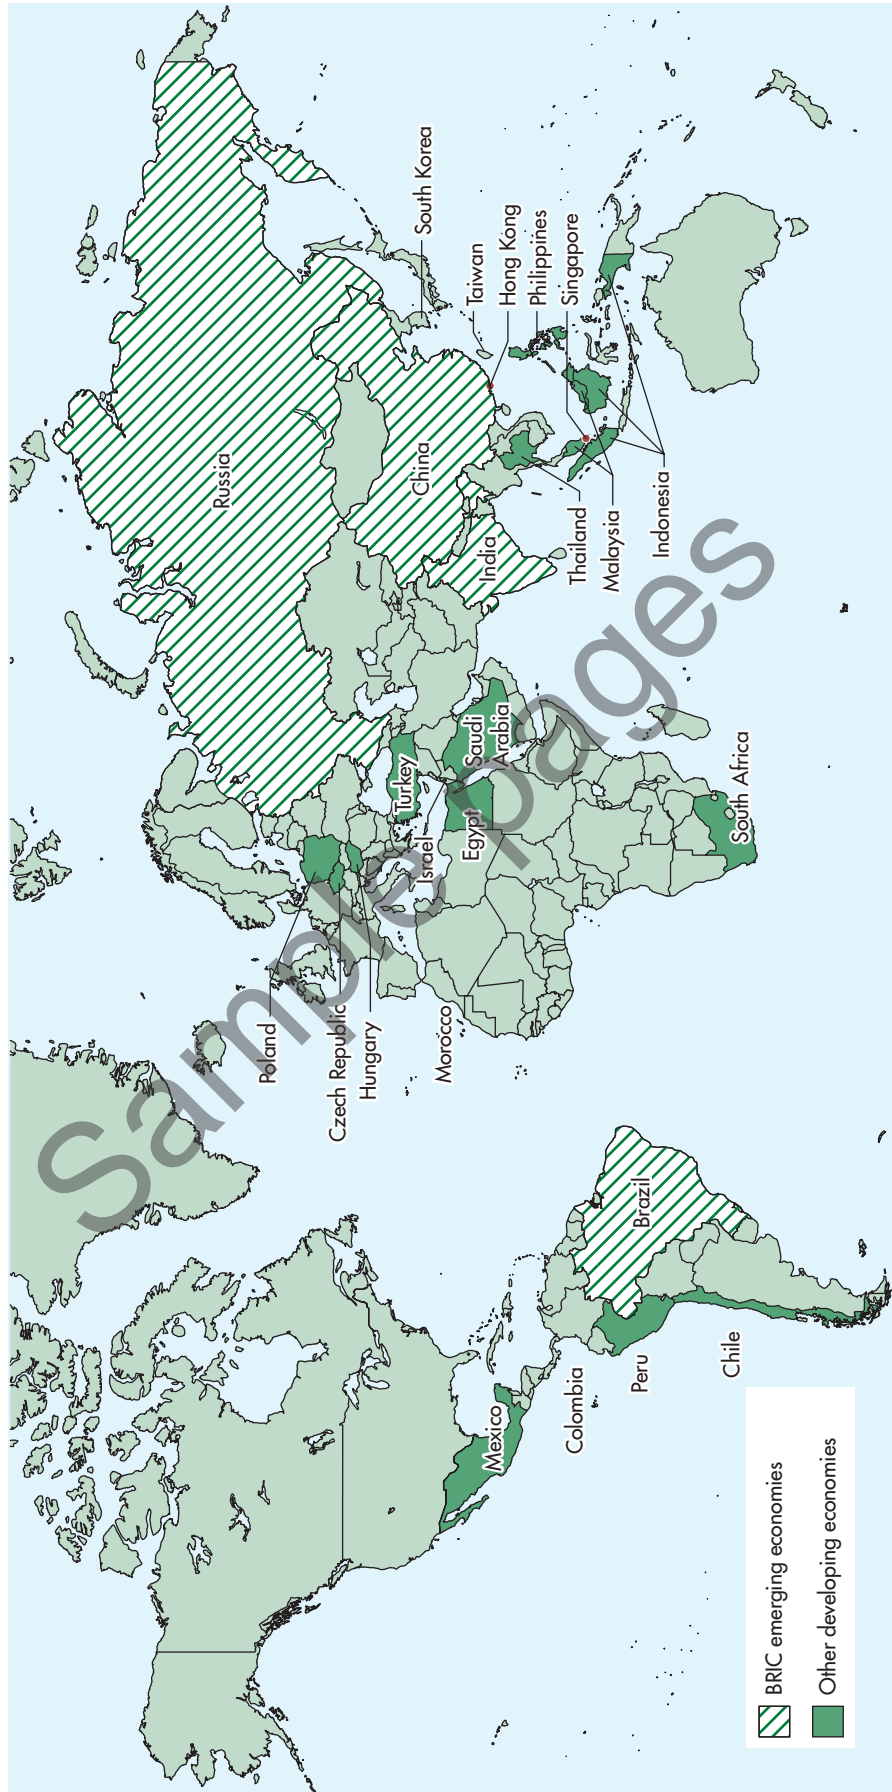 Russia
China
India
South Korea
Taiwan
Hong Kong
Philippines
Singapore
Thailand
Malaysia
Indonesia
Turkey
Saudi
Arabia
Israel
Egypt
South Africa
Poland
Czech Republic
Hungary
Morocco
Brazil
Mexico
Colombia
Peru
Chile
BRIC emerging economies
Other developing economies
Sample pages